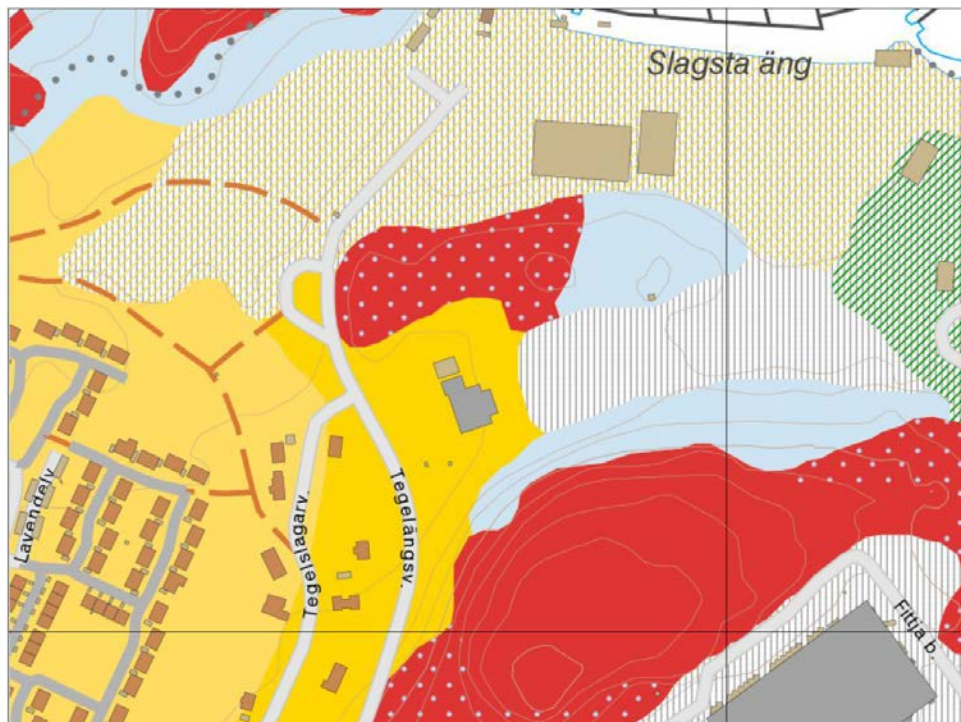 Slagsta äng
Tegelängsv.
Lavendelv.
Tegelslagarv.
Fittja b.